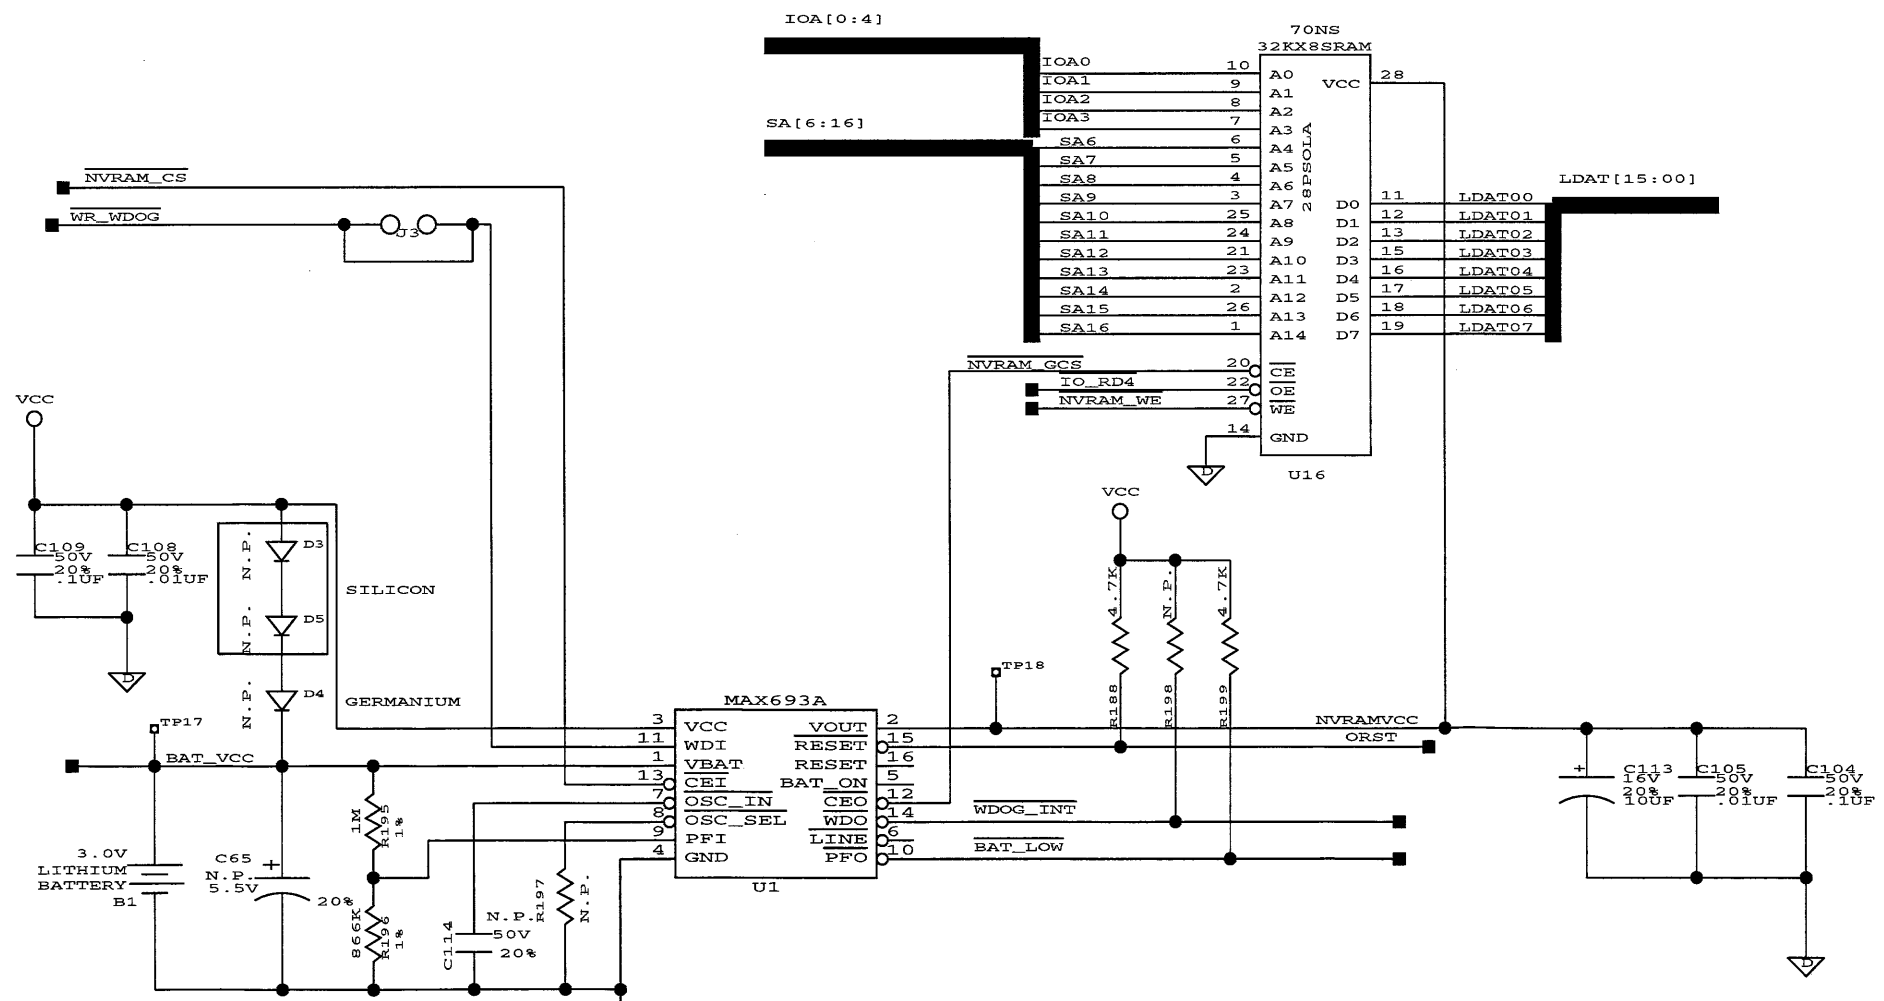 IOA[0:4]
70NS
32KX8SRAM
IOA0
10
A0
VCC
28
IOA1
9
A1
IOA2
8
A2
SA[6:16]
IOA3
7
A3
28PSOLA
SA6
6
A4
SA7
5
A5
SA8
4
A6
SA9
3
A7
D0
11
LDAT00
LDAT[15:00]
SA10
25
A8
D1
12
LDAT01
SA11
24
A9
D2
13
LDAT02
SA12
21
A10
D3
15
LDAT03
SA13
23
A11
D4
16
LDAT04
SA14
2
A12
D5
17
LDAT05
SA15
26
A13
D6
18
LDAT06
SA16
1
A14
D7
19
LDAT07
NVRAM_CS
WR_WDOG
J3
NVRAM_GCS
20
CE
IO_RD4
22
OE
NVRAM_WE
27
WE
14
GND
D
U16
VCC
C109
50V
20%
.1UF
C108
50V
20%
.01UF
D
N.P.
D3
SILICON
N.P.
D5
N.P.
D4
GERMANIUM
VCC
4.7K
R188
N.P.
R198
4.7K
R199
TP18
TP17
BAT_VCC
MAX693A
3
VCC
VOUT
2
NVRAMVCC
11
WDI
RESET
15
ORST
1
VBAT
RESET
16
13
CEI
BAT_ON
5
7
OSC_IN
CEO
12
8
OSC_SEL
WDO
14
WDOG_INT
9
PFI
LINE
6
4
GND
PFO
10
BAT_LOW
U1
3.0V
LITHIUM
BATTERY
B1
C65
+
N.P.
5.5V
20%
1M
R195
1%
866K
R196
1%
C114
N.P.
50V
20%
R197
N.P.
+
C113
16V
20%
10UF
C105
50V
20%
.01UF
C104
50V
20%
.1UF
D